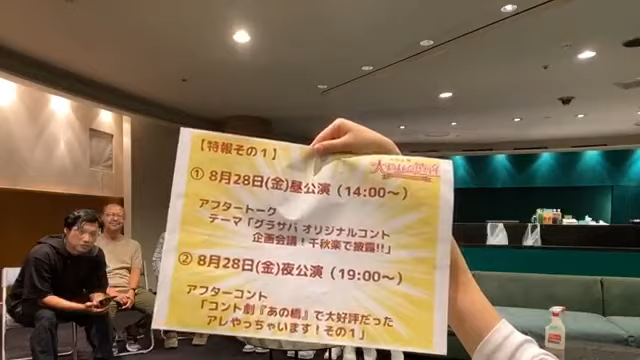 【特報その１】
① 8月28日(金)昼公演（14:00〜）
アフタートーク
テーマ「グラサバ オリジナルコント
企画会議！千秋楽で披露!!」
② 8月28日(金)夜公演（19:00〜）
アフターコント
「コント劇『あの橋』で大好評だった
アレやっちゃいます！その１」